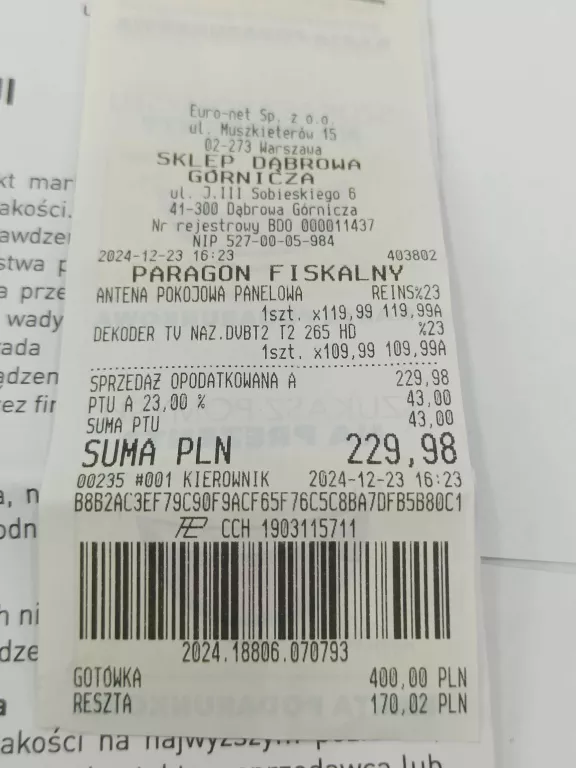 Euro-net Sp. z o.o.
ul. Muszkieterów 15
02-273 Warszawa
SKLEP DĄBROWA
GÓRNICZA
ul. J.III Sobieskiego 6
41-300 Dąbrowa Górnicza
Nr rejestrowy BDO 000011437
NIP 527-00-05-984
2024-12-23 16:23 403802
PARAGON FISKALNY
ANTENA POKOJOWA PANELOWA REINS%23
1szt. x119,99 119,99A
DEKODER TV NAZ.DVBT2 T2 265 HD %23
1szt. x109,99 109,99A
SPRZEDAŻ OPODATKOWANA A 229,98
PTU A 23,00 % 43,00
SUMA PTU 43,00
SUMA PLN 229,98
00235 #001 KIEROWNIK 2024-12-23 16:23
B8B2AC3EF79C90F9ACF65F76C5C8BA7DFB5B80C1
CCH 1903115711
2024.18806.070793
GOTÓWKA 400,00 PLN
RESZTA 170,02 PLN
akości na najwyższym